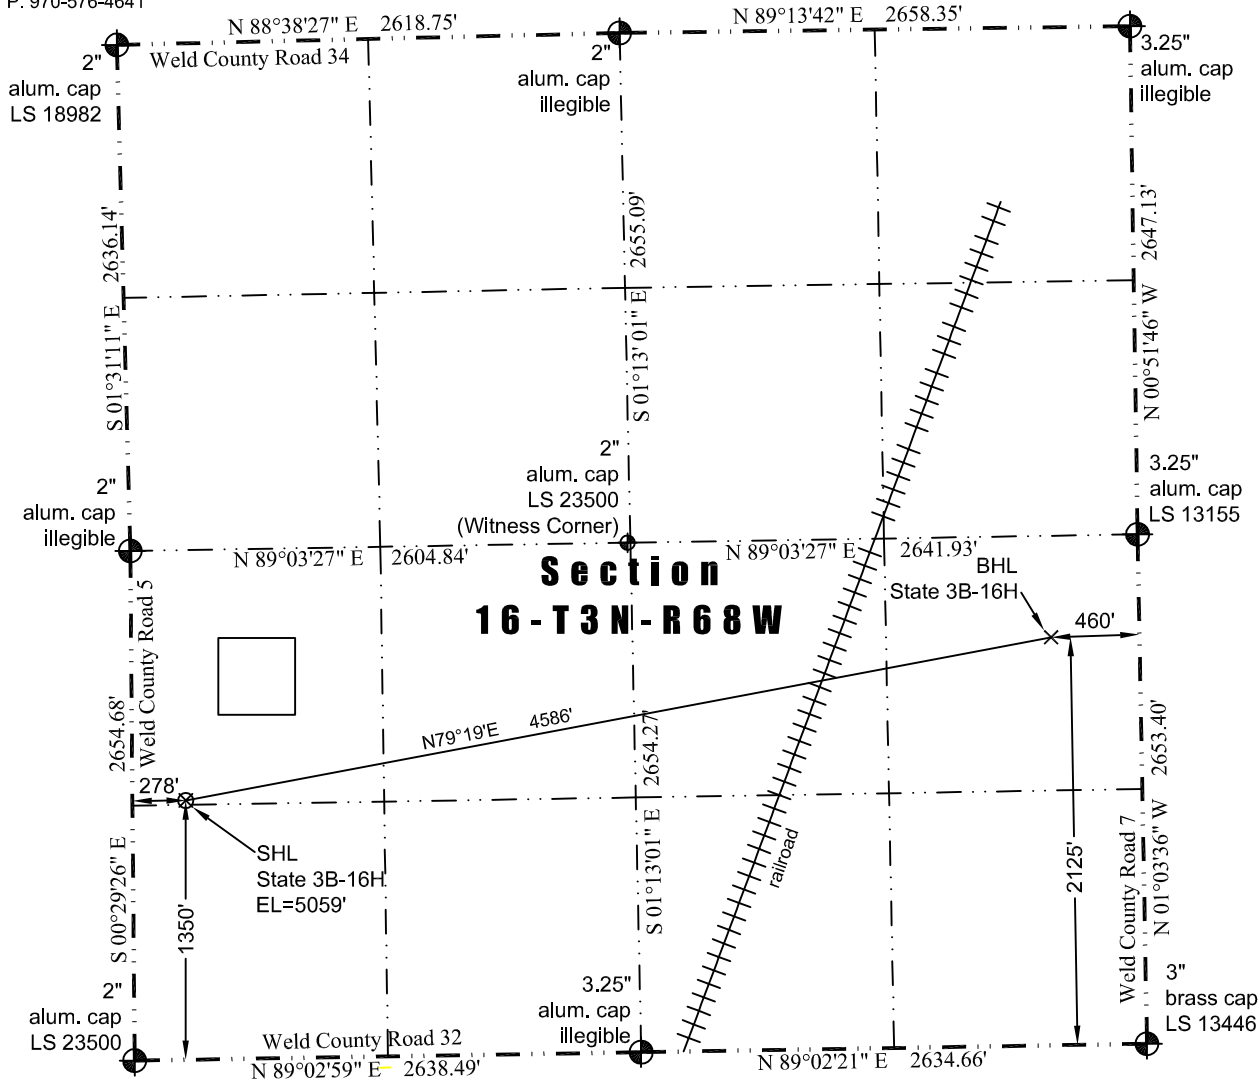 P: 970-576-4641
N 88°38'27" E 2618.75'
N 89°13'42" E 2658.35'
Weld County Road 34
2"
alum. cap
LS 18982
2"
alum. cap
illegible
3.25"
alum. cap
illegible
S 01°31'11" E 2636.14'
S 01°13' 01" E 2655.09'
N 00°51'46" W 2647.13'
2"
alum. cap
illegible
2"
alum. cap
LS 23500
(Witness Corner)
3.25"
alum. cap
LS 13155
N 89°03'27" E 2604.84'
N 89°03'27" E 2641.93'
Section
16-T3N-R68W
BHL
State 3B-16H
460'
Weld County Road 5
S 00°29'26" E 2654.68'
N79°19'E 4586'
S 01°13'01" E 2654.27'
N 01°03'36" W 2653.40'
278'
SHL
State 3B-16H
EL=5059'
1350'
railroad
2125'
Weld County Road 7
2"
alum. cap
LS 23500
3.25"
alum. cap
illegible
3"
brass cap
LS 13446
Weld County Road 32
N 89°02'59" E 2638.49'
N 89°02'21" E 2634.66'